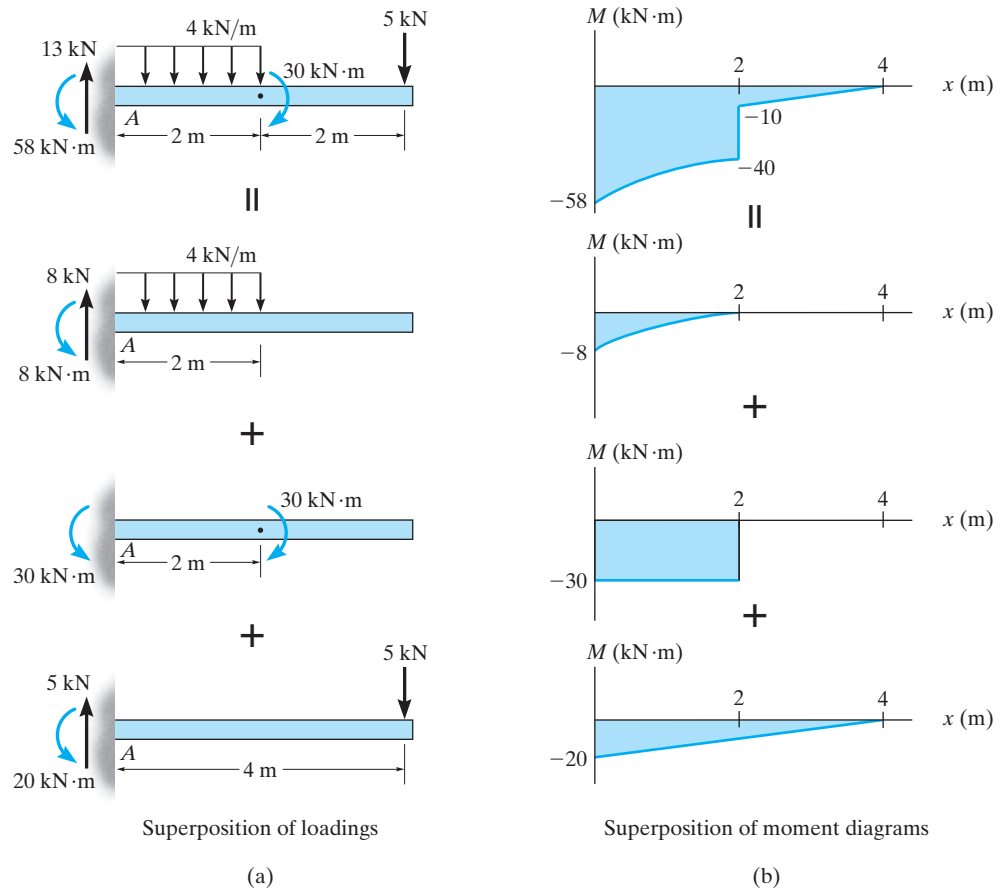 4 kN/m
5 kN
13 kN
30 kN·m
A
58 kN·m
2 m
2 m
=
8 kN
4 kN/m
A
8 kN·m
2 m
+
30 kN·m
A
30 kN·m
2 m
+
5 kN
5 kN
A
20 kN·m
4 m
Superposition of loadings
(a)
M (kN·m)
2
4
x (m)
−10
−40
−58
=
M (kN·m)
2
4
x (m)
−8
+
M (kN·m)
2
4
x (m)
−30
+
M (kN·m)
2
4
x (m)
−20
Superposition of moment diagrams
(b)